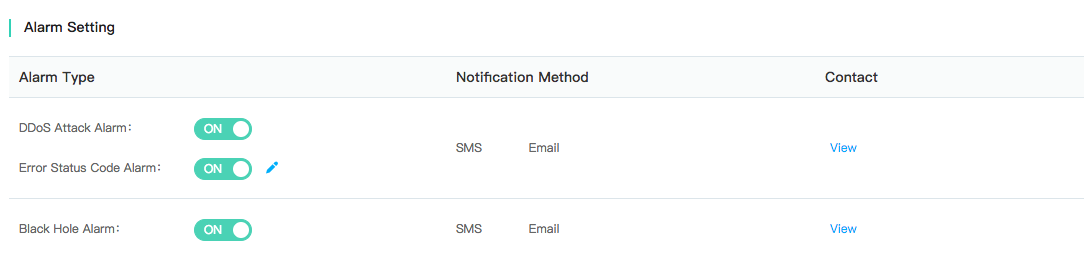 Alarm Setting
Alarm Type Notification Method Contact
DDoS Attack Alarm: ON
SMS Email View
Error Status Code Alarm: ON
Black Hole Alarm: ON SMS Email View